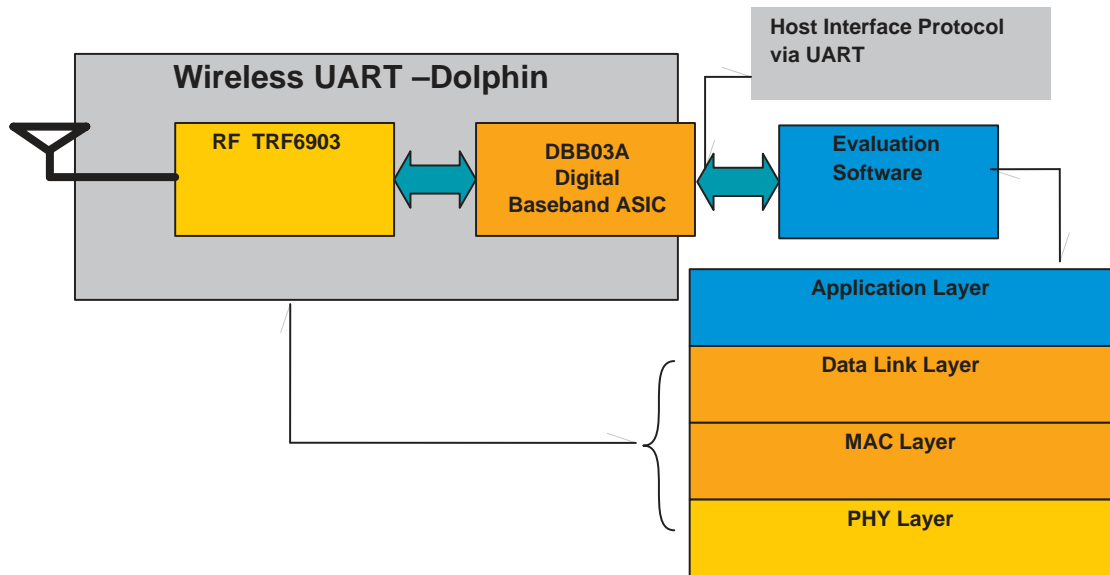 Host Interface Protocol
via UART
Wireless UART –Dolphin
RF TRF6903
DBB03A
Digital
Baseband ASIC
Evaluation
Software
Application Layer
Data Link Layer
MAC Layer
PHY Layer